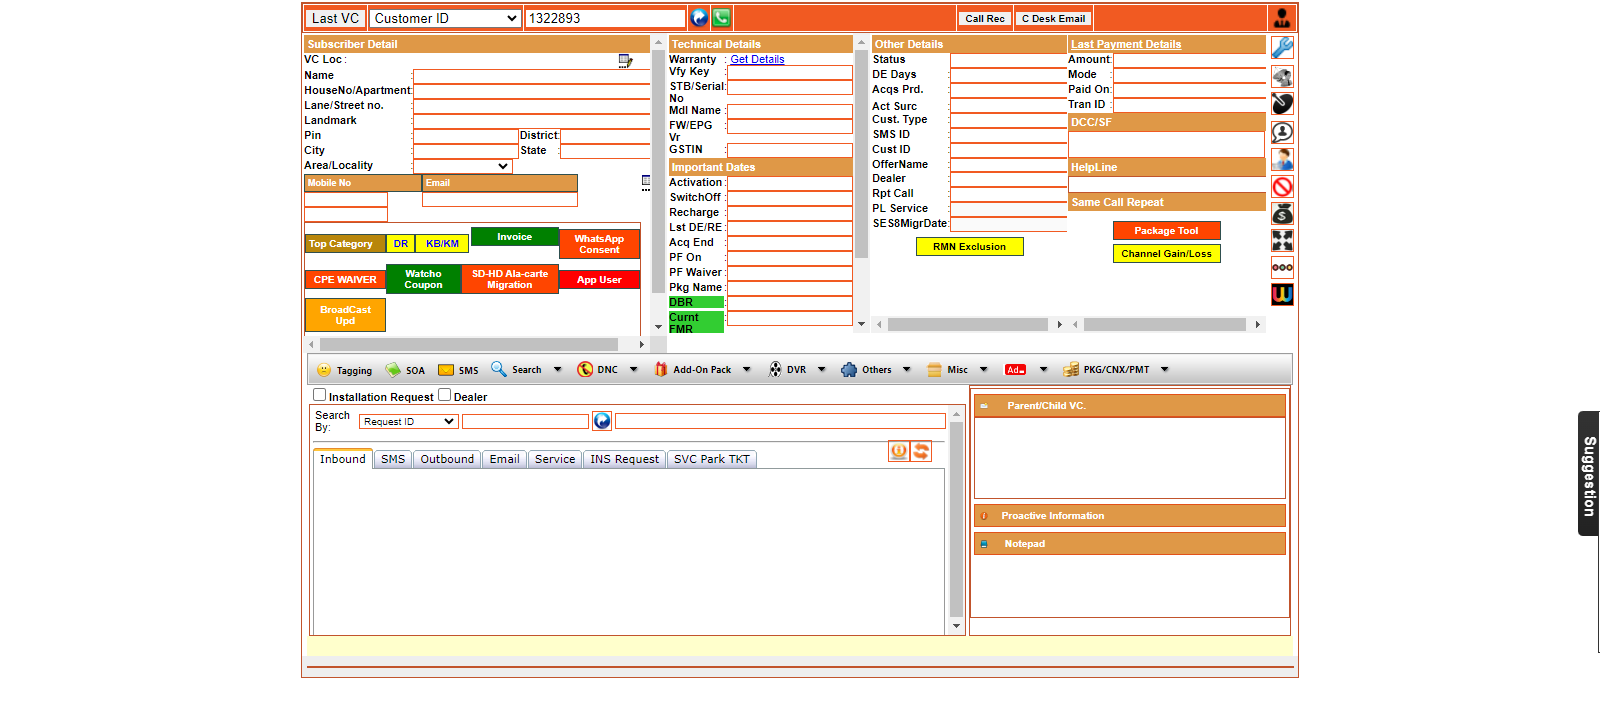 Last VC Customer ID 1322893 Call Rec C Desk Email
Subscriber Detail
VC Loc :
Name :
HouseNo/Apartment:
Lane/Street no. :
Landmark :
Pin : District:
City : State :
Area/Locality :
Mobile No Email
Top Category DR KB/KM Invoice WhatsApp
Consent
CPE WAIVER Watcho
Coupon SD-HD Ala-carte
Migration App User
BroadCast
Upd
Technical Details
Warranty : Get Details
Vfy Key :
STB/Serial:
No
Mdl Name :
FW/EPG :
Vr
GSTIN :
Important Dates
Activation :
SwitchOff :
Recharge :
Lst DE/RE :
Acq End :
PF On :
PF Waiver :
Pkg Name :
DBR :
Curnt :
FMR
Other Details
Status :
DE Days :
Acqs Prd. :
Act Surc :
Cust. Type :
SMS ID :
Cust ID :
OfferName :
Dealer :
Rpt Call :
PL Service :
SES8MigrDate:
RMN Exclusion
Last Payment Details
Amount:
Mode :
Paid On:
Tran ID :
DCC/SF
HelpLine
Same Call Repeat
Package Tool
Channel Gain/Loss
Tagging SOA SMS Search DNC Add-On Pack DVR Others Misc Ad PKG/CNX/PMT
Installation Request Dealer
Search
By: Request ID
Inbound SMS Outbound Email Service INS Request SVC Park TKT
Parent/Child VC.
Proactive Information
Notepad
Suggestion